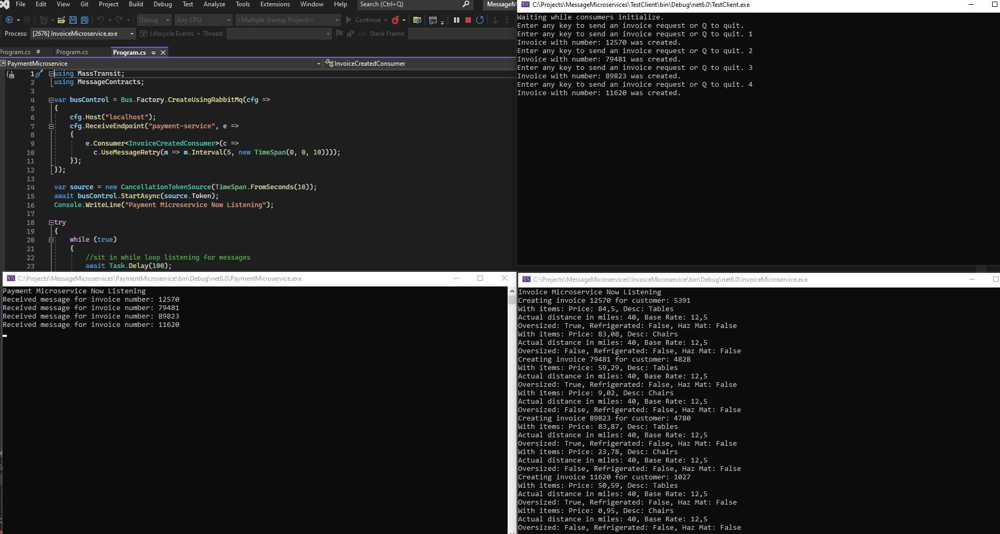 File Edit View Git Project Build Debug Test Analyze Tools Extensions Window Help Search (Ctrl+Q) MessageM
Debug Any CPU <Multiple Startup Projects> Continue
Process: [2676] InvoiceMicroservice.exe Lifecycle Events Thread: Stack Frame:
Program.cs Program.cs Program.cs
PaymentMicroservice InvoiceCreatedConsumer
1 using MassTransit;
2 using MessageContracts;
3
4 var busControl = Bus.Factory.CreateUsingRabbitMq(cfg =>
5 {
6 cfg.Host("localhost");
7 cfg.ReceiveEndpoint("payment-service", e =>
8 {
9 e.Consumer<InvoiceCreatedConsumer>(c =>
10 c.UseMessageRetry(m => m.Interval(5, new TimeSpan(0, 0, 10))));
11 });
12 });
13
14 var source = new CancellationTokenSource(TimeSpan.FromSeconds(10));
15 await busControl.StartAsync(source.Token);
16 Console.WriteLine("Payment Microservice Now Listening");
17
18 try
19 {
20 while (true)
21 {
22 //sit in while loop listening for messages
23 await Task.Delay(100);
C:\Projects\MessageMicroservices\TestClient\bin\Debug\net6.0\TestClient.exe
Waiting while consumers initialize.
Enter any key to send an invoice request or Q to quit.
Enter any key to send an invoice request or Q to quit. 1
Invoice with number: 12570 was created.
Enter any key to send an invoice request or Q to quit. 2
Invoice with number: 79481 was created.
Enter any key to send an invoice request or Q to quit. 3
Invoice with number: 89823 was created.
Enter any key to send an invoice request or Q to quit. 4
Invoice with number: 11620 was created.
C:\Projects\MessageMicroservices\PaymentMicroservice\bin\Debug\net6.0\PaymentMicroservice.exe
Payment Microservice Now Listening
Received message for invoice number: 12570
Received message for invoice number: 79481
Received message for invoice number: 89823
Received message for invoice number: 11620
C:\Projects\MessageMicroservices\InvoiceMicroservice\bin\Debug\net6.0\InvoiceMicroservice.exe
Invoice Microservice Now Listening
Creating invoice 12570 for customer: 5391
With items: Price: 84,5, Desc: Tables
Actual distance in miles: 40, Base Rate: 12,5
Oversized: True, Refrigerated: False, Haz Mat: False
With items: Price: 83,08, Desc: Chairs
Actual distance in miles: 40, Base Rate: 12,5
Oversized: False, Refrigerated: False, Haz Mat: False
Creating invoice 79481 for customer: 4828
With items: Price: 59,29, Desc: Tables
Actual distance in miles: 40, Base Rate: 12,5
Oversized: True, Refrigerated: False, Haz Mat: False
With items: Price: 9,02, Desc: Chairs
Actual distance in miles: 40, Base Rate: 12,5
Oversized: False, Refrigerated: False, Haz Mat: False
Creating invoice 89823 for customer: 4780
With items: Price: 83,87, Desc: Tables
Actual distance in miles: 40, Base Rate: 12,5
Oversized: True, Refrigerated: False, Haz Mat: False
With items: Price: 23,78, Desc: Chairs
Actual distance in miles: 40, Base Rate: 12,5
Oversized: False, Refrigerated: False, Haz Mat: False
Creating invoice 11620 for customer: 1027
With items: Price: 50,59, Desc: Tables
Actual distance in miles: 40, Base Rate: 12,5
Oversized: True, Refrigerated: False, Haz Mat: False
With items: Price: 0,95, Desc: Chairs
Actual distance in miles: 40, Base Rate: 12,5
Oversized: False, Refrigerated: False, Haz Mat: False